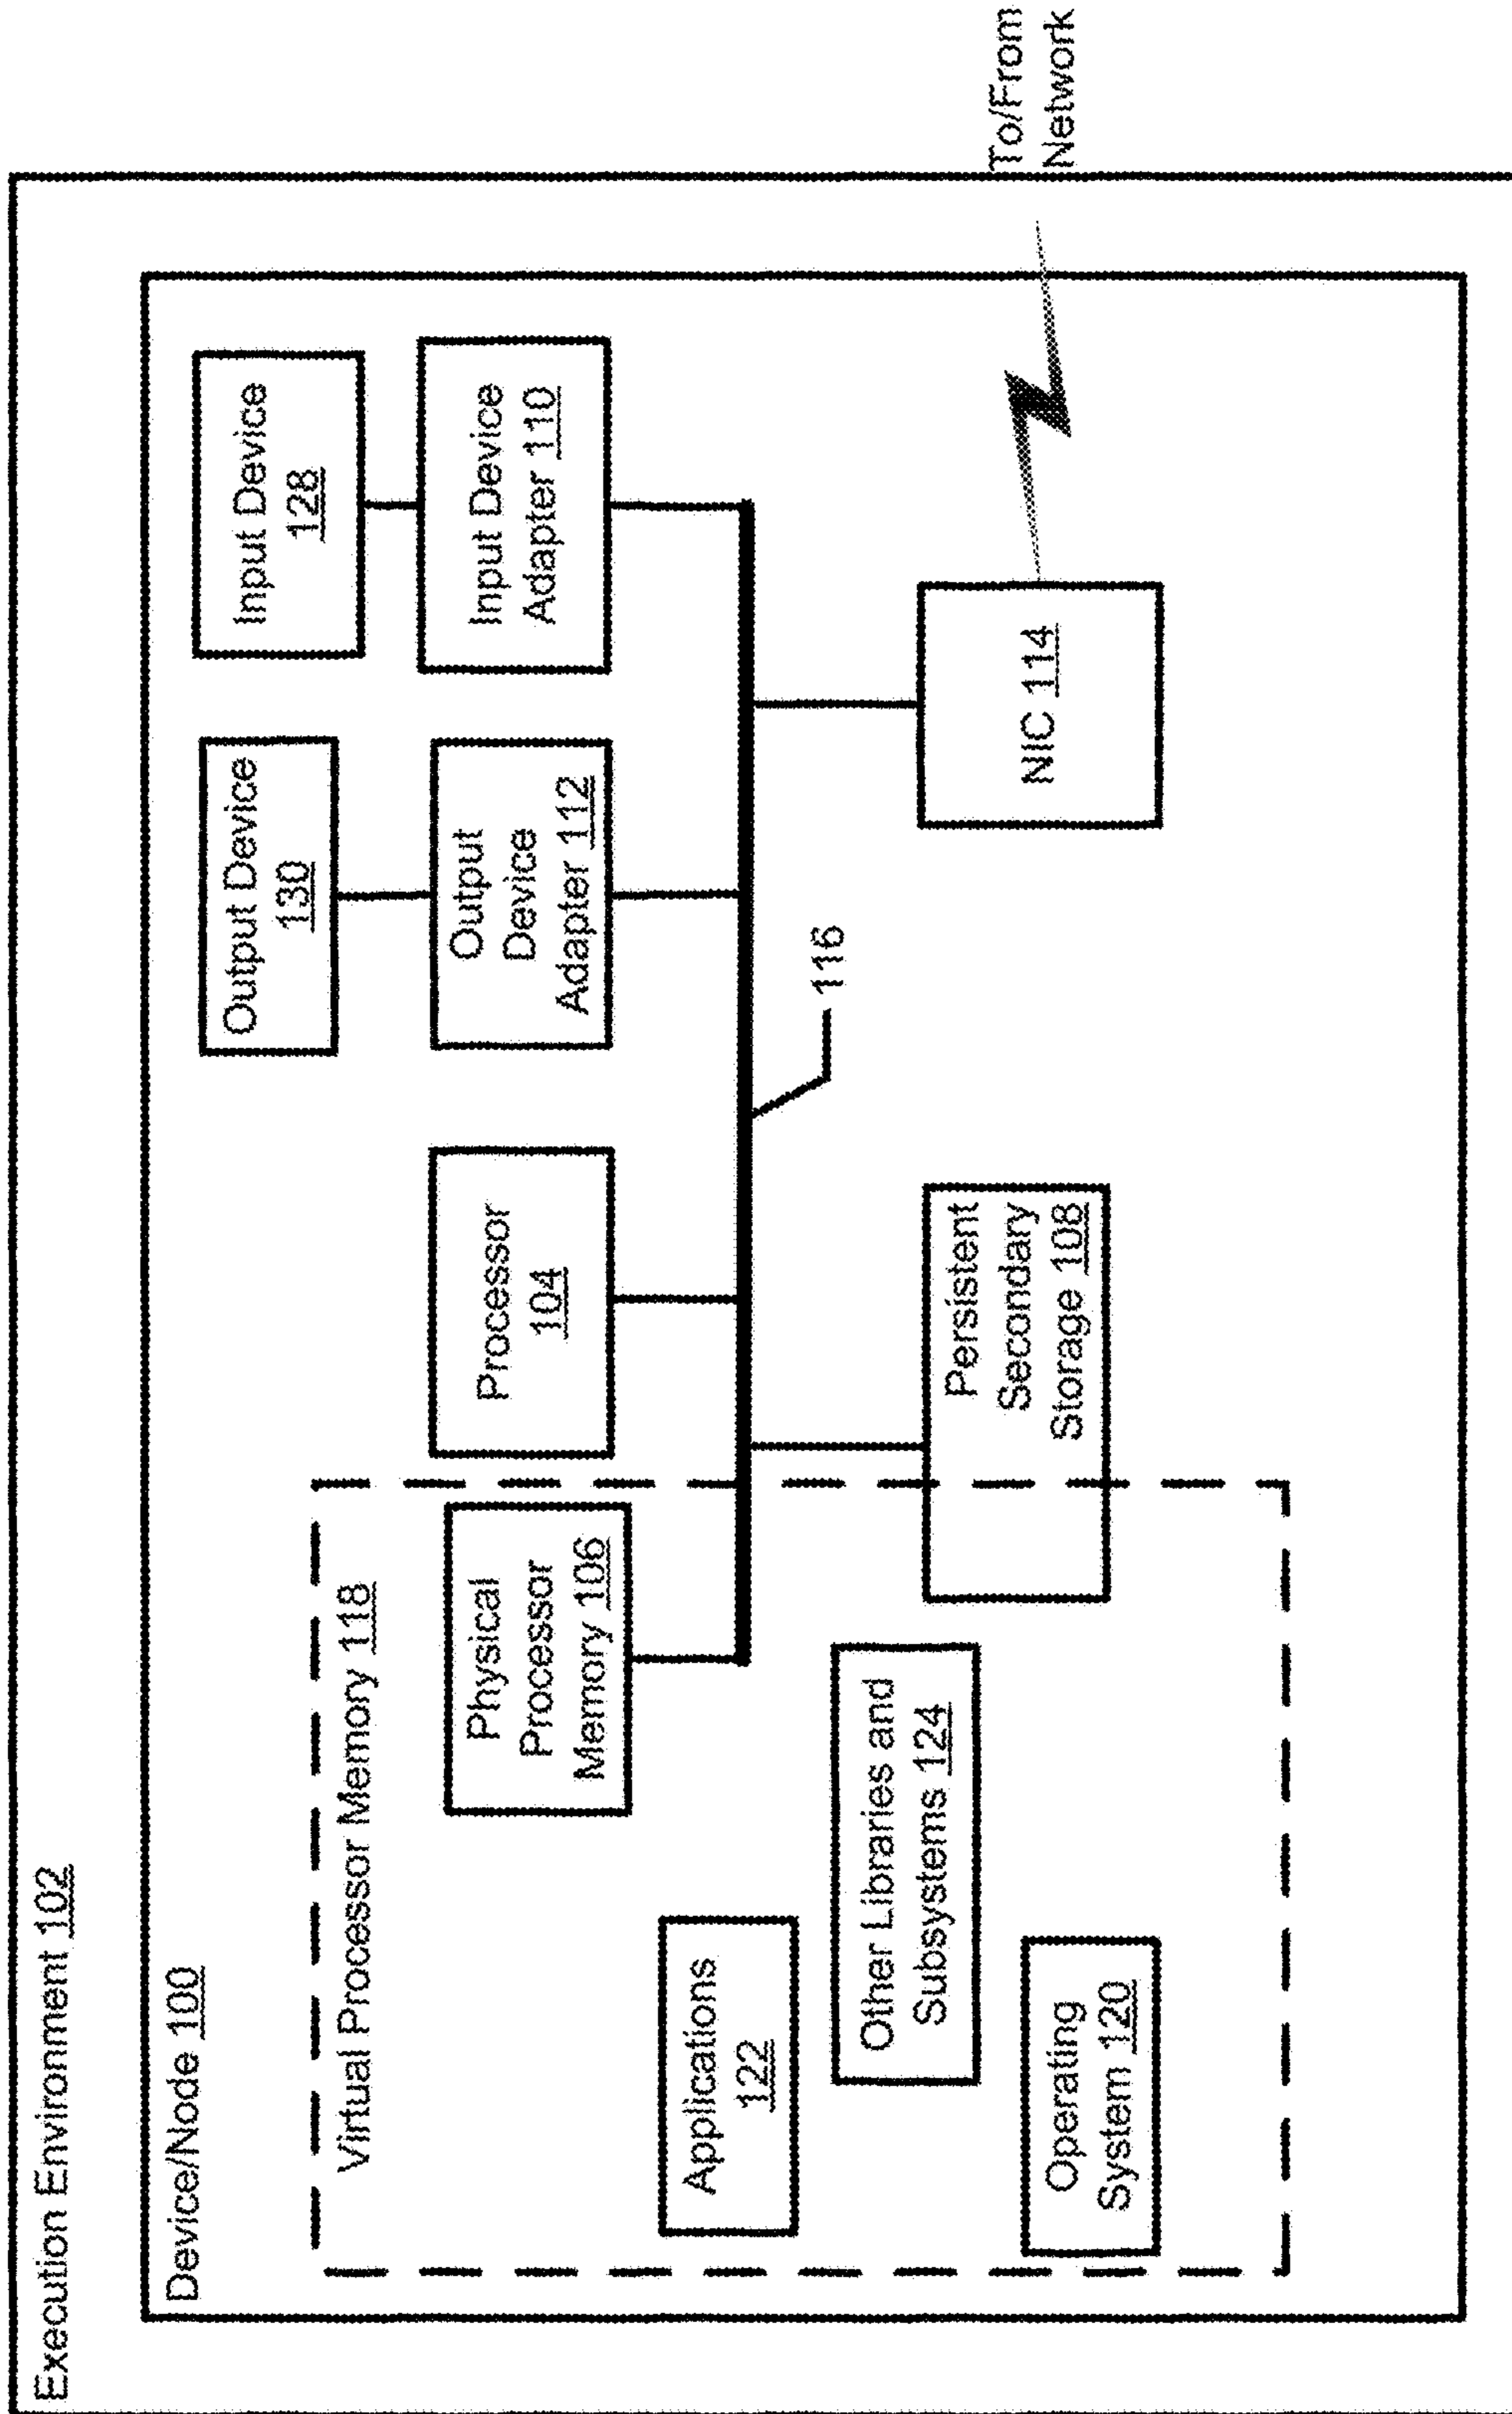 Execution Environment 102
Device/Node 100
Virtual Processor Memory 118
Physical
Processor
Memory 106
Applications
122
Other Libraries and
Subsystems 124
Operating
System 120
Processor
104
Persistent
Secondary
Storage 108
116
Output Device
130
Output
Device
Adapter 112
Input Device
128
Input Device
Adapter 110
NIC 114
To/From
Network